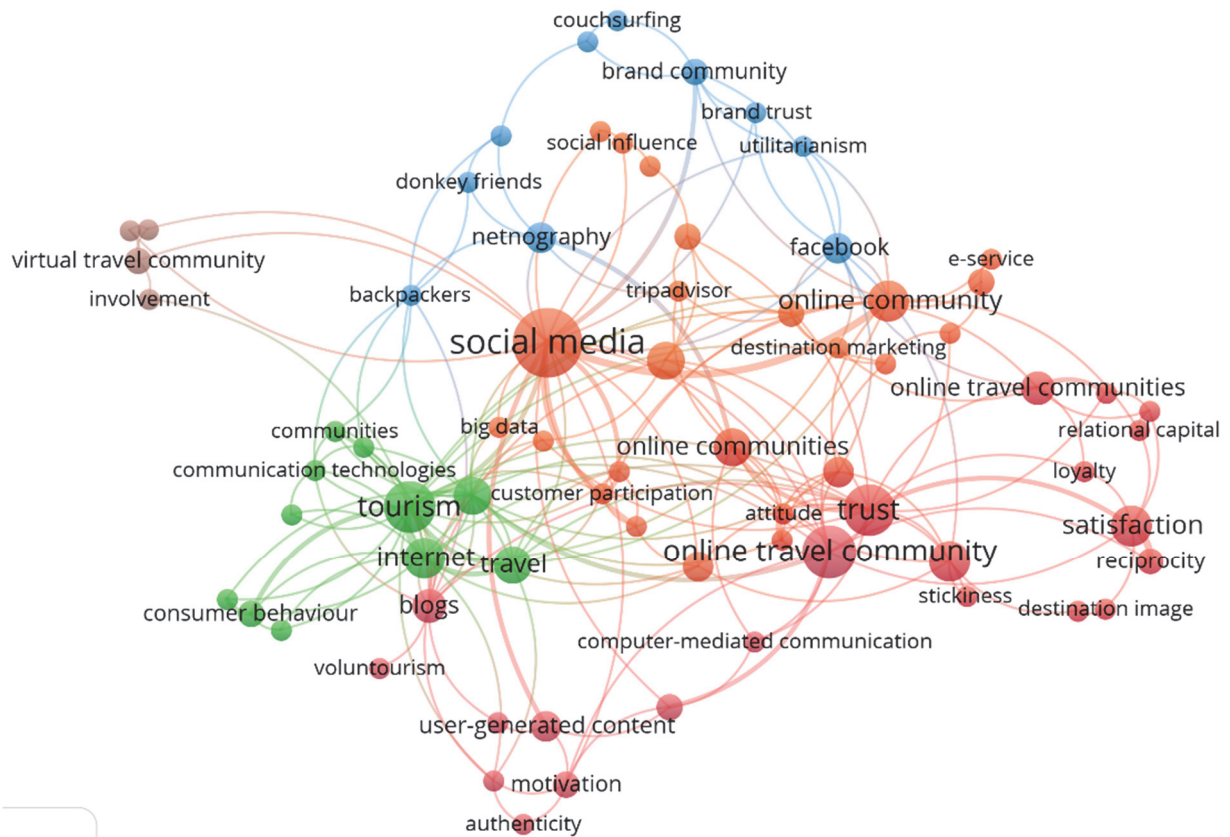 couchsurfing
brand community
brand trust
social influence
utilitarianism
donkey friends
netnography
facebook
virtual travel community
e-service
involvement
backpackers
tripadvisor
online community
social media
destination marketing
online travel communities
big data
communities
online communities
relational capital
communication technologies
loyalty
customer participation
tourism
attitude
trust
satisfaction
internet
travel
online travel community
reciprocity
stickiness
consumer behaviour
blogs
destination image
computer-mediated communication
voluntourism
user-generated content
motivation
authenticity